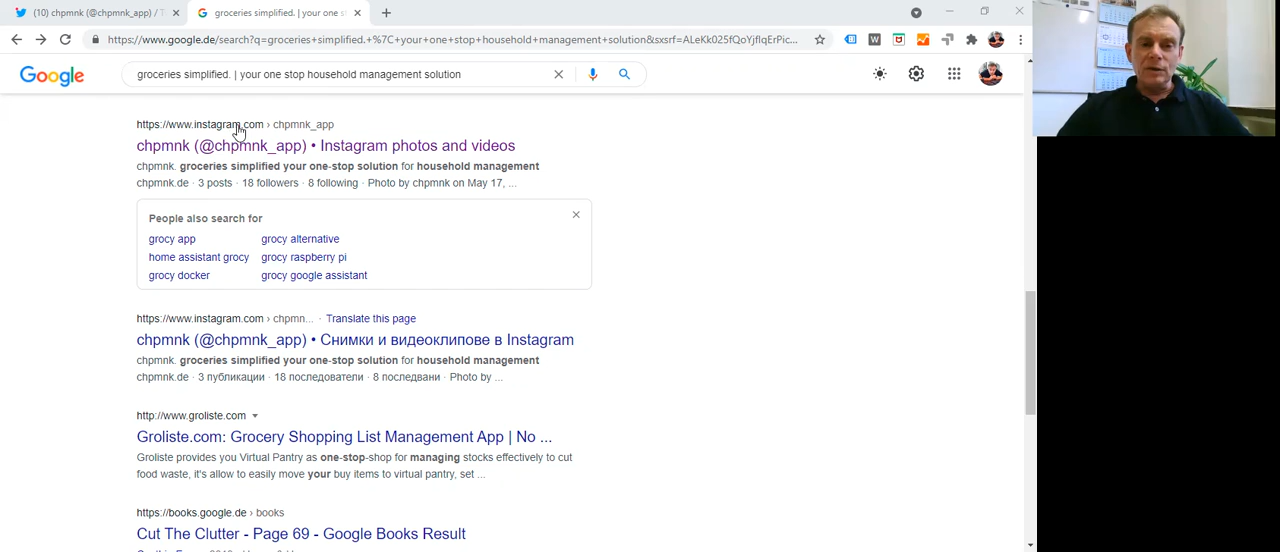 (10) chpmnk (@chpmnk_app) / T
groceries simplified. | your one st
https://www.google.de/search?q=groceries+simplified.+%7C+your+one+stop+household+management+solution&sxsrf=ALeKk025fQoYjflqErPic...
Google
groceries simplified. | your one stop household management solution
https://www.instagram.com › chpmnk_app
chpmnk (@chpmnk_app) • Instagram photos and videos
chpmnk. groceries simplified your one-stop solution for household management
chpmnk.de · 3 posts · 18 followers · 8 following · Photo by chpmnk on May 17, ...
People also search for
grocy app
grocy alternative
home assistant grocy
grocy raspberry pi
grocy docker
grocy google assistant
https://www.instagram.com › chpmn... · Translate this page
chpmnk (@chpmnk_app) • Снимки и видеоклипове в Instagram
chpmnk. groceries simplified your one-stop solution for household management
chpmnk.de · 3 публикации · 18 последователи · 8 последвани · Photo by ...
http://www.groliste.com
Groliste.com: Grocery Shopping List Management App | No ...
Groliste provides you Virtual Pantry as one-stop-shop for managing stocks effectively to cut
food waste, it's allow to easily move your buy items to virtual pantry, set ...
https://books.google.de › books
Cut The Clutter - Page 69 - Google Books Result